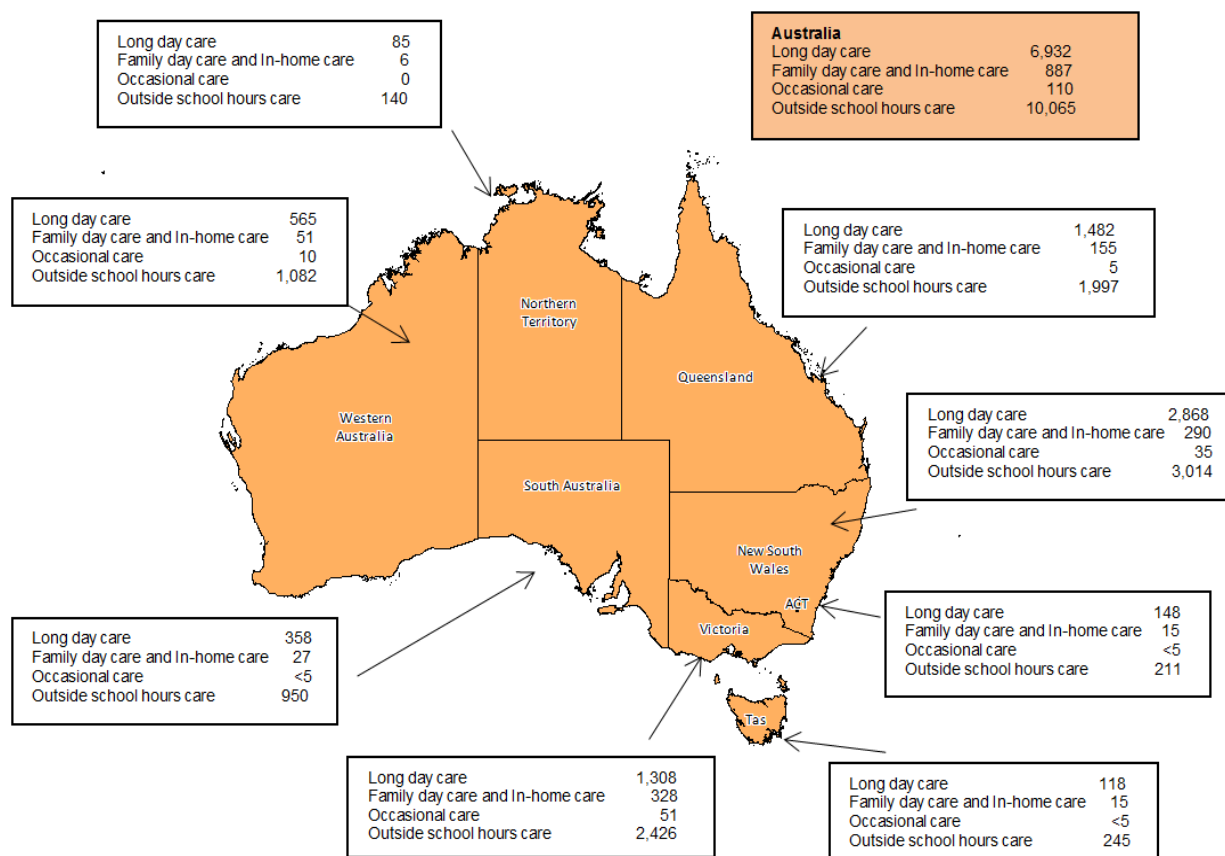 Long day care 85
Family day care and In-home care 6
Occasional care 0
Outside school hours care 140
Australia
Long day care 6,932
Family day care and In-home care 887
Occasional care 110
Outside school hours care 10,065
Long day care 565
Family day care and In-home care 51
Occasional care 10
Outside school hours care 1,082
Long day care 1,482
Family day care and In-home care 155
Occasional care 5
Outside school hours care 1,997
Northern
Territory
Queensland
Western
Australia
Long day care 2,868
Family day care and In-home care 290
Occasional care 35
Outside school hours care 3,014
South Australia
New South
Wales
ACT
Victoria
Long day care 148
Family day care and In-home care 15
Occasional care <5
Outside school hours care 211
Long day care 358
Family day care and In-home care 27
Occasional care <5
Outside school hours care 950
Tas
Long day care 1,308
Family day care and In-home care 328
Occasional care 51
Outside school hours care 2,426
Long day care 118
Family day care and In-home care 15
Occasional care <5
Outside school hours care 245